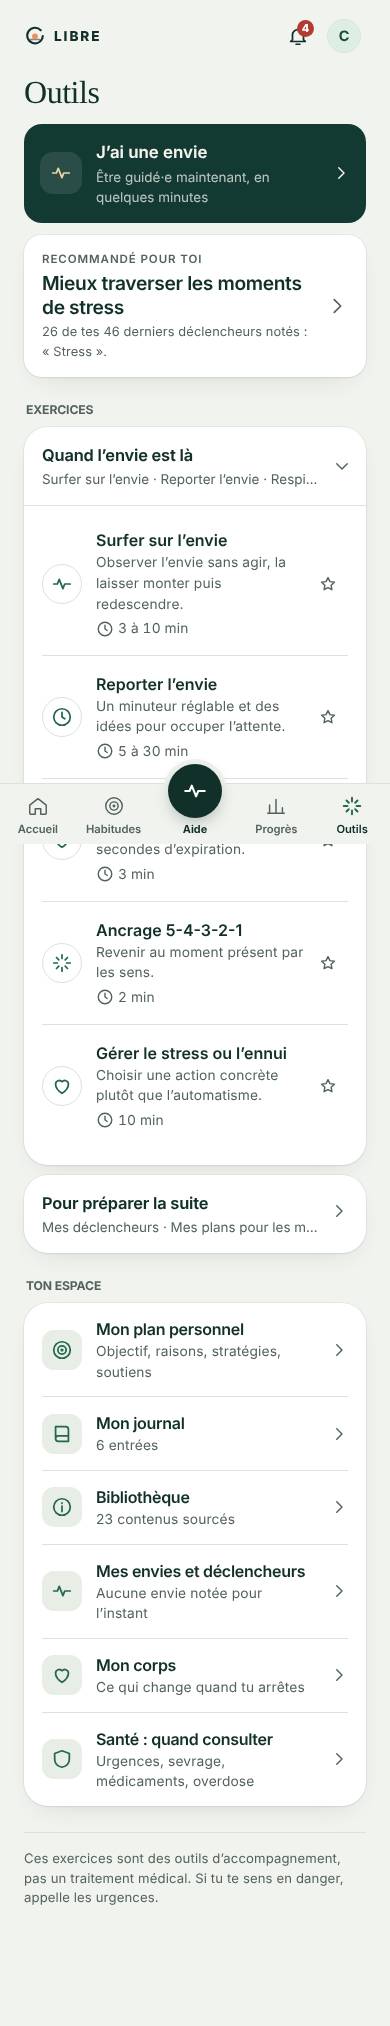 LIBRE
4
C
Outils
J'ai une envie
Être guidé·e maintenant, en
quelques minutes
RECOMMANDÉ POUR TOI
Mieux traverser les moments
de stress
26 de tes 46 derniers déclencheurs notés :
« Stress ».
EXERCICES
Quand l'envie est là
Surfer sur l'envie · Reporter l'envie · Respi...
Surfer sur l'envie
Observer l'envie sans agir, la
laisser monter puis
redescendre.
3 à 10 min
Reporter l'envie
Un minuteur réglable et des
idées pour occuper l'attente.
5 à 30 min
Accueil
Habitudes
Aide
Progrès
Outils
secondes d'expiration.
3 min
Ancrage 5-4-3-2-1
Revenir au moment présent par
les sens.
2 min
Gérer le stress ou l'ennui
Choisir une action concrète
plutôt que l'automatisme.
10 min
Pour préparer la suite
Mes déclencheurs · Mes plans pour les m...
TON ESPACE
Mon plan personnel
Objectif, raisons, stratégies,
soutiens
Mon journal
6 entrées
Bibliothèque
23 contenus sourcés
Mes envies et déclencheurs
Aucune envie notée pour
l'instant
Mon corps
Ce qui change quand tu arrêtes
Santé : quand consulter
Urgences, sevrage,
médicaments, overdose
Ces exercices sont des outils d'accompagnement,
pas un traitement médical. Si tu te sens en danger,
appelle les urgences.